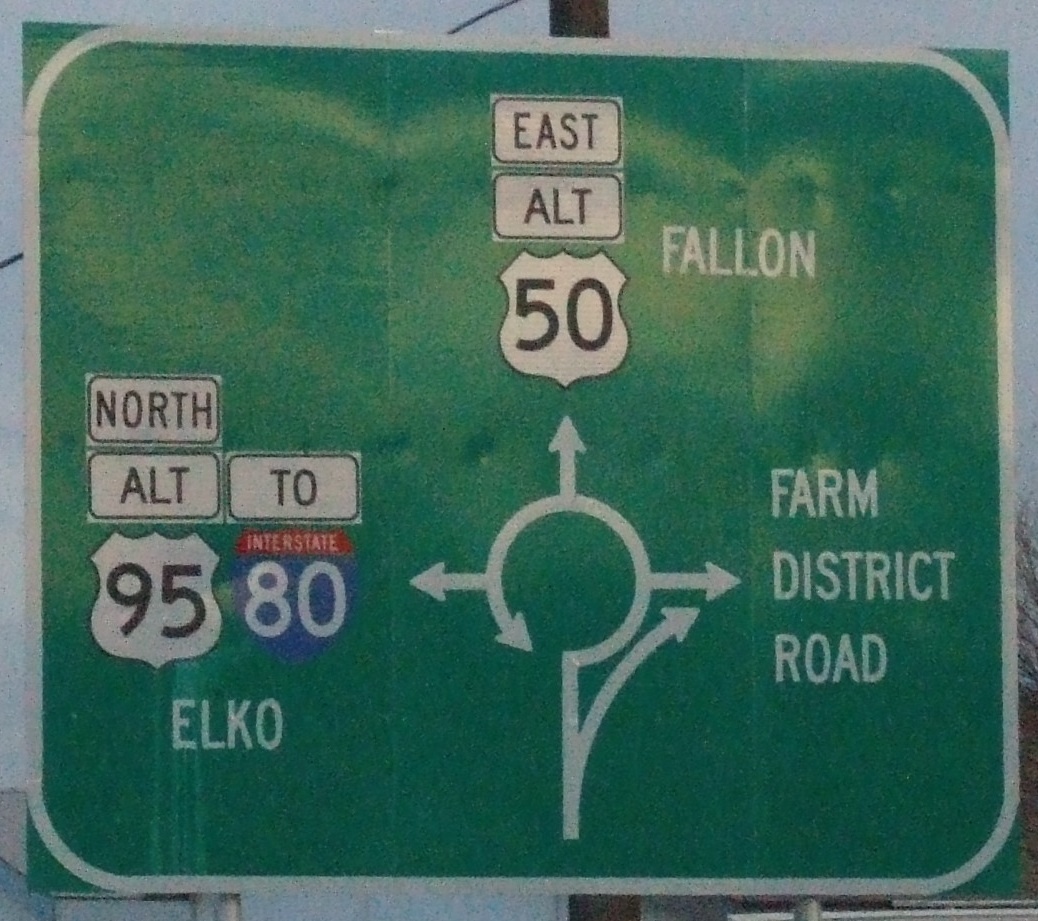 EAST
ALT
50
FALLON
NORTH
ALT
TO
95
INTERSTATE
80
ELKO
FARM
DISTRICT
ROAD